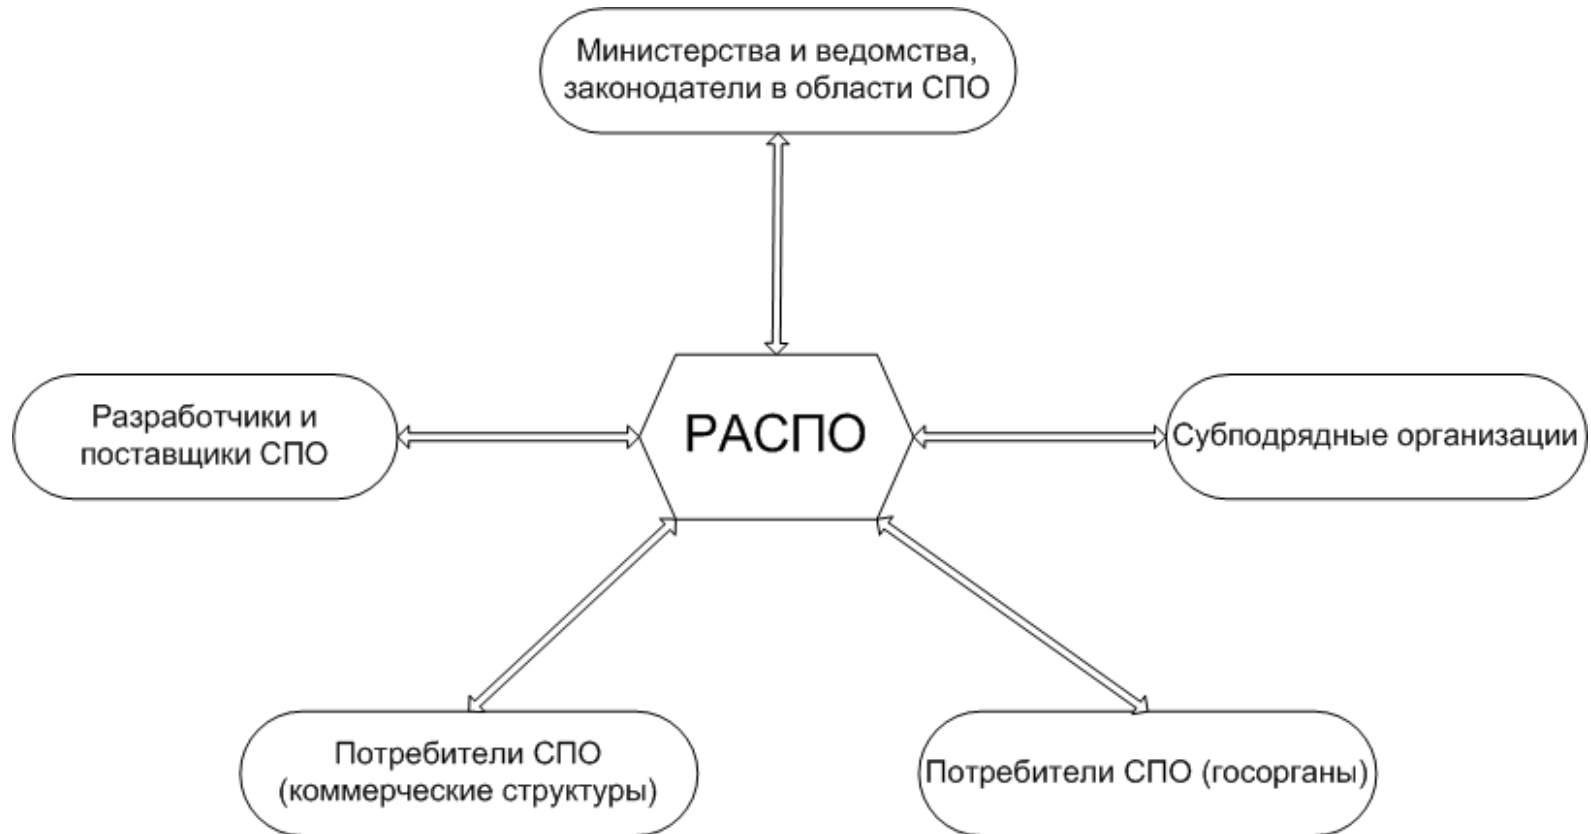 Министерства и ведомства,
законодатели в области СПО
Разработчики и
поставщики СПО
РАСПО
Субподрядные организации
Потребители СПО
(коммерческие структуры)
Потребители СПО (госорганы)